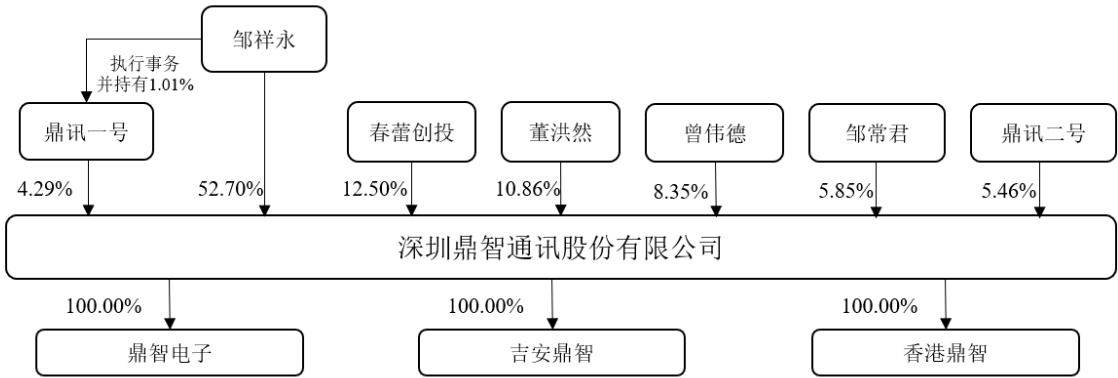 邹祥永
执行事务
并持有1.01%
鼎讯一号
春蕾创投
董洪然
曾伟德
邹常君
鼎讯二号
4.29%
52.70%
12.50%
10.86%
8.35%
5.85%
5.46%
深圳鼎智通讯股份有限公司
100.00%
100.00%
100.00%
鼎智电子
吉安鼎智
香港鼎智